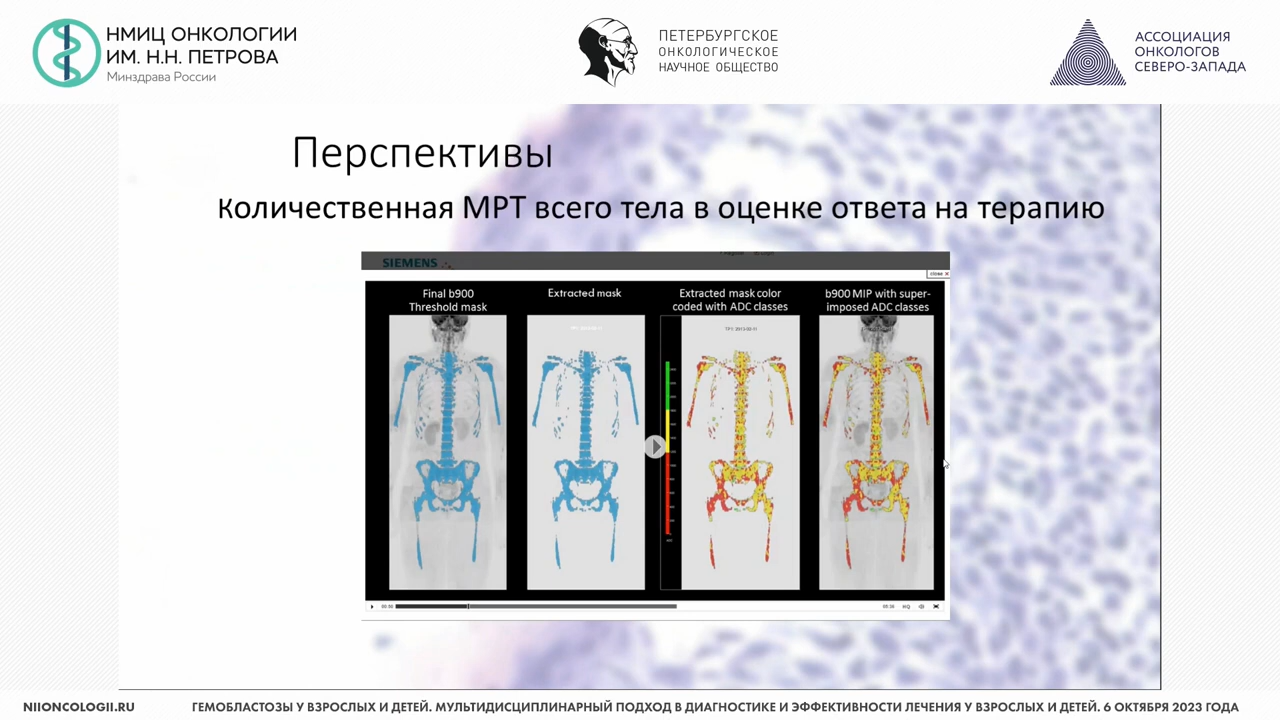 НМИЦ ОНКОЛОГИИ
ИМ. Н.Н. ПЕТРОВА
Минздрава России
ПЕТЕРБУРГСКОЕ
ОНКОЛОГИЧЕСКОЕ
НАУЧНОЕ ОБЩЕСТВО
АССОЦИАЦИЯ
ОНКОЛОГОВ
СЕВЕРО-ЗАПАДА
Перспективы
Количественная МРТ всего тела в оценке ответа на терапию
SIEMENS
close x
Final b900
Threshold mask
Extracted mask
Extracted mask color
coded with ADC classes
b900 MIP with super-
imposed ADC classes
HQ
NIIONCOLOGII.RU
ГЕМОБЛАСТОЗЫ У ВЗРОСЛЫХ И ДЕТЕЙ. МУЛЬТИДИСЦИПЛИНАРНЫЙ ПОДХОД В ДИАГНОСТИКЕ И ЭФФЕКТИВНОСТИ ЛЕЧЕНИЯ У ВЗРОСЛЫХ И ДЕТЕЙ. 6 ОКТЯБРЯ 2023 ГОДА